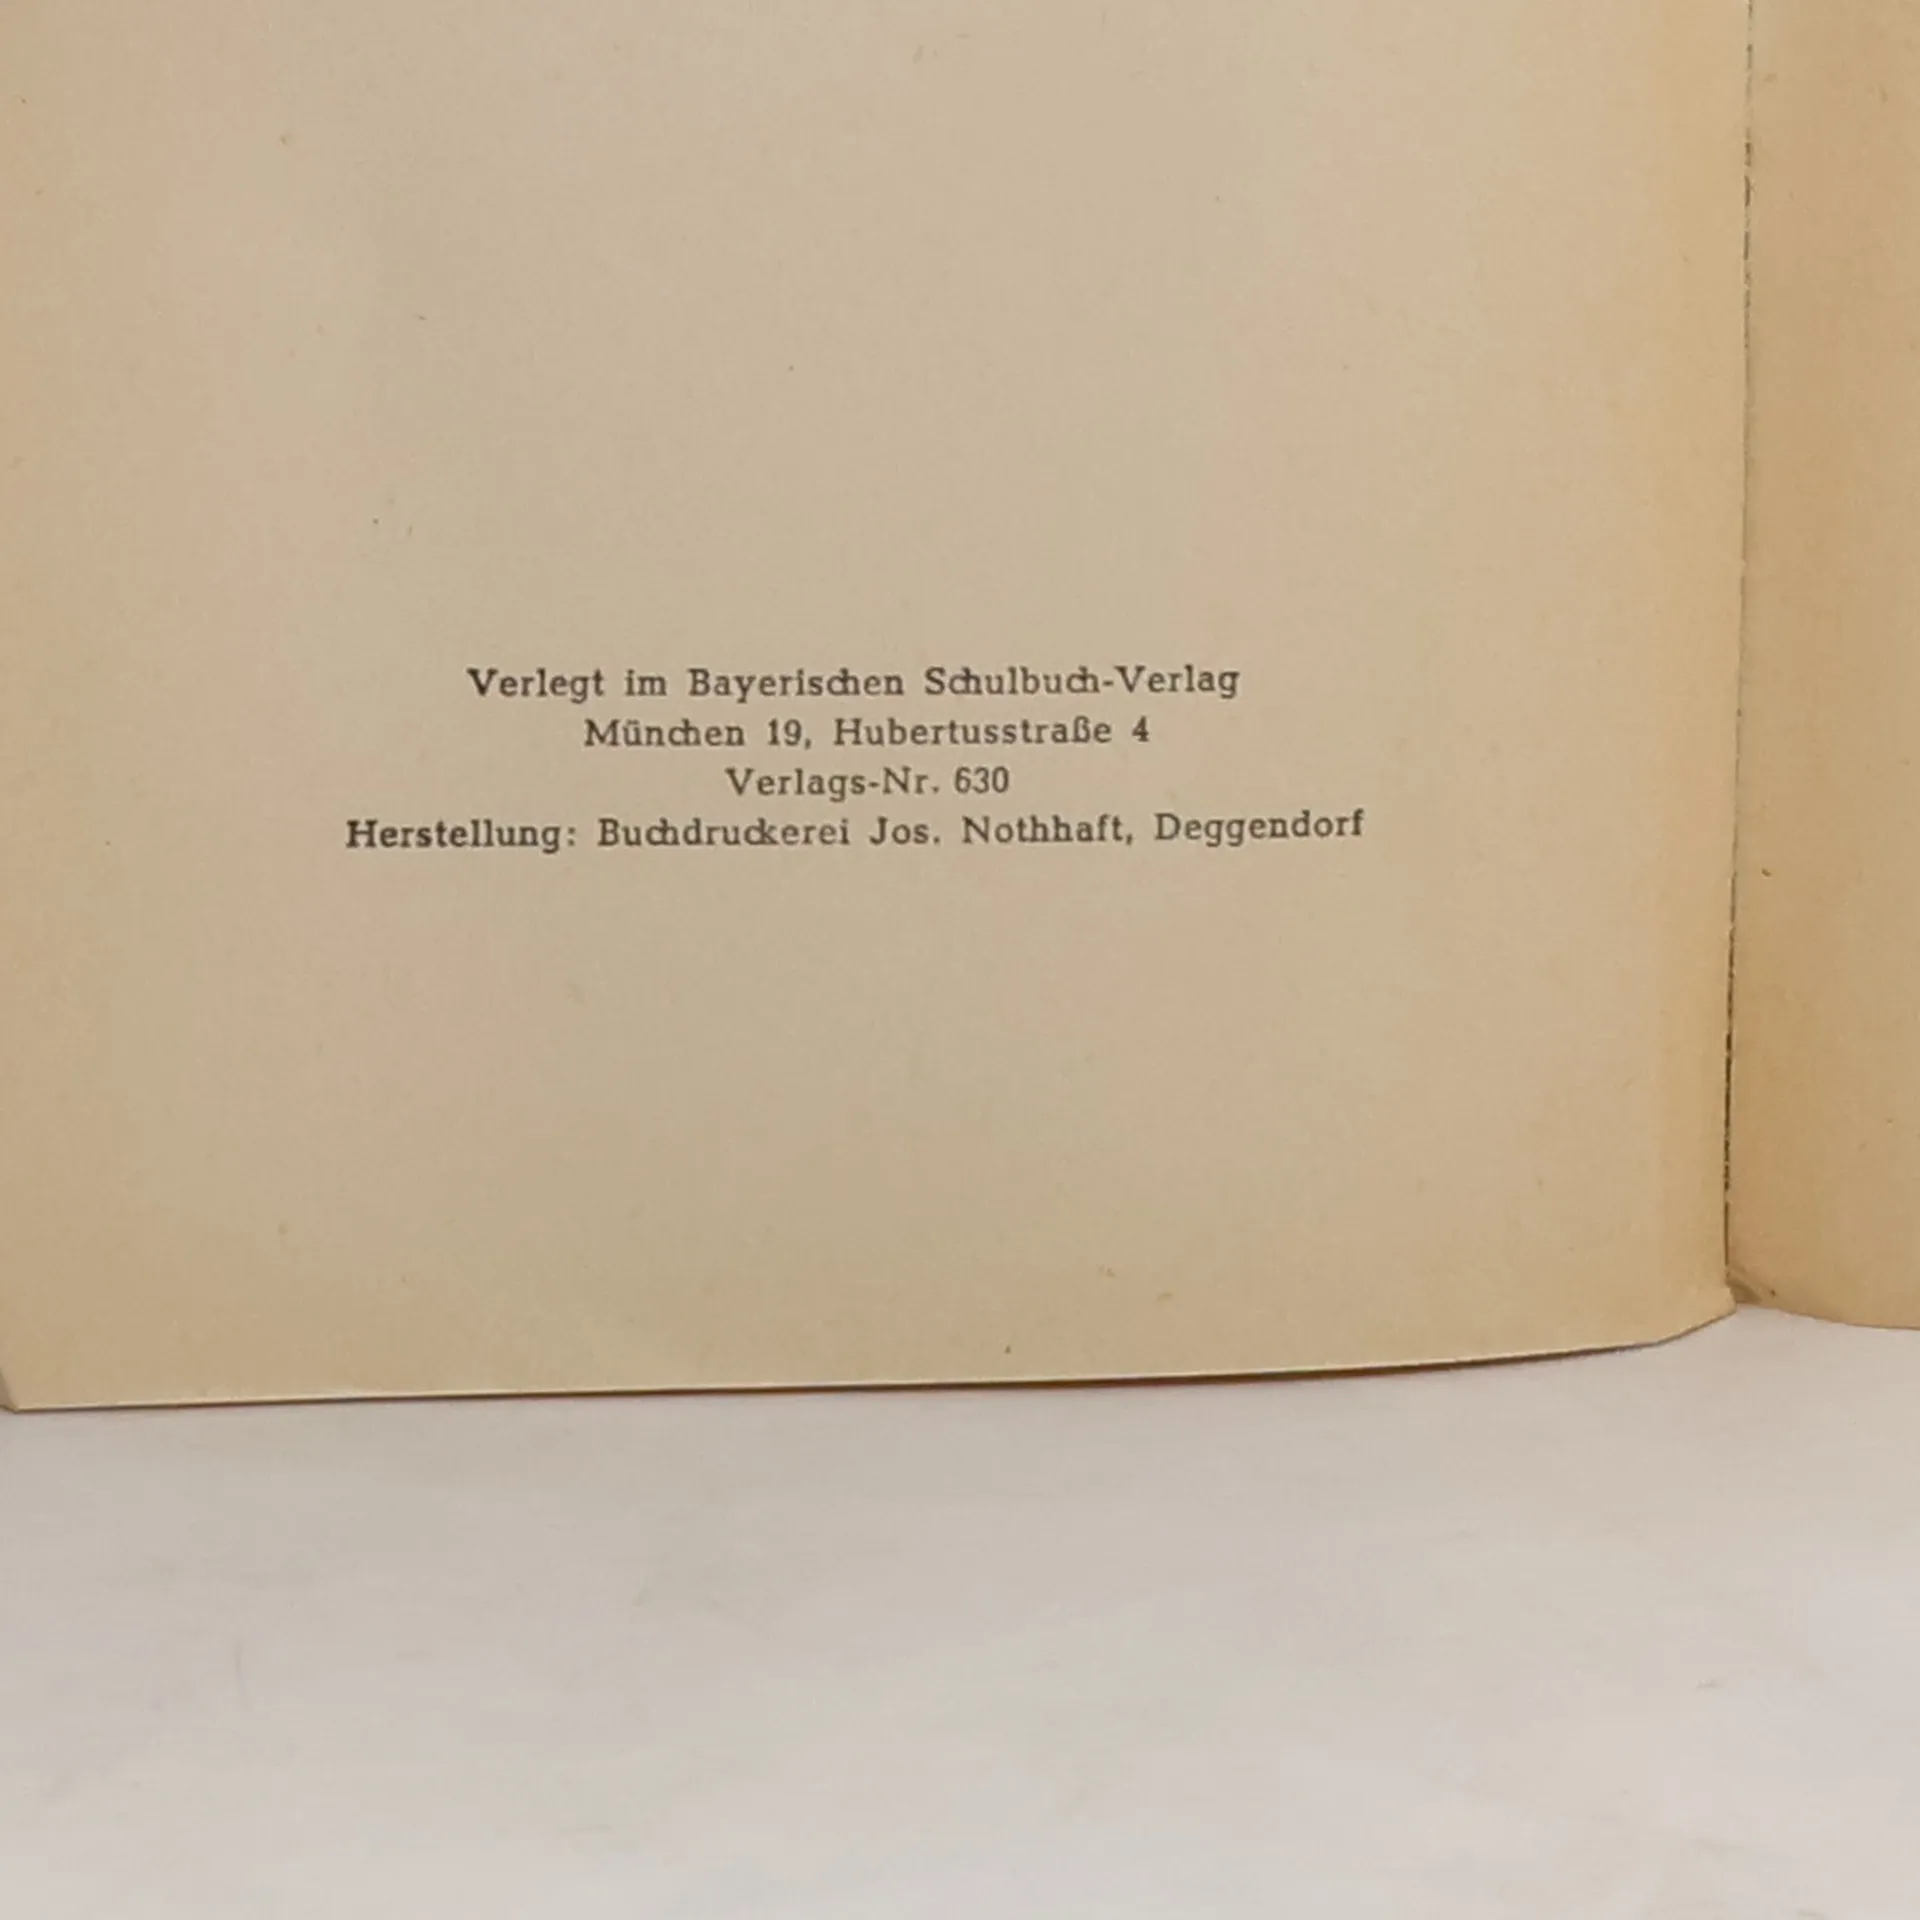 Verlegt im Bayerischen Schulbuch-Verlag
München 19, Hubertusstraße 4
Verlags-Nr. 630
Herstellung: Buchdruckerei Jos. Nothhaft, Deggendorf